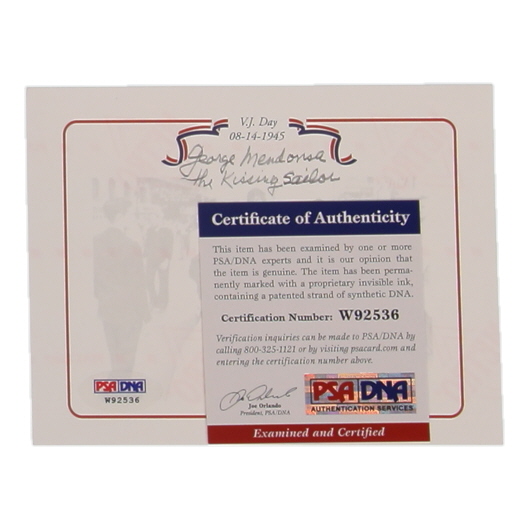 V.J. Day
08-14-1945
George Mendonsa
The Kissing Sailor
Certificate of Authenticity
This item has been examined by one or more
PSA/DNA experts and it is our opinion that
the item is genuine. The item has been perma-
nently marked with a proprietary invisible ink,
containing a patented strand of synthetic DNA.
Certification Number: W92536
Verification inquiries can be made to PSA/DNA by
calling 800-325-1121 or by visiting psacard.com and
entering the certification number above.
Joe Orlando
President, PSA/DNA
PSA DNA
AUTHENTICATION SERVICES
Examined and Certified
PSA DNA
W92536